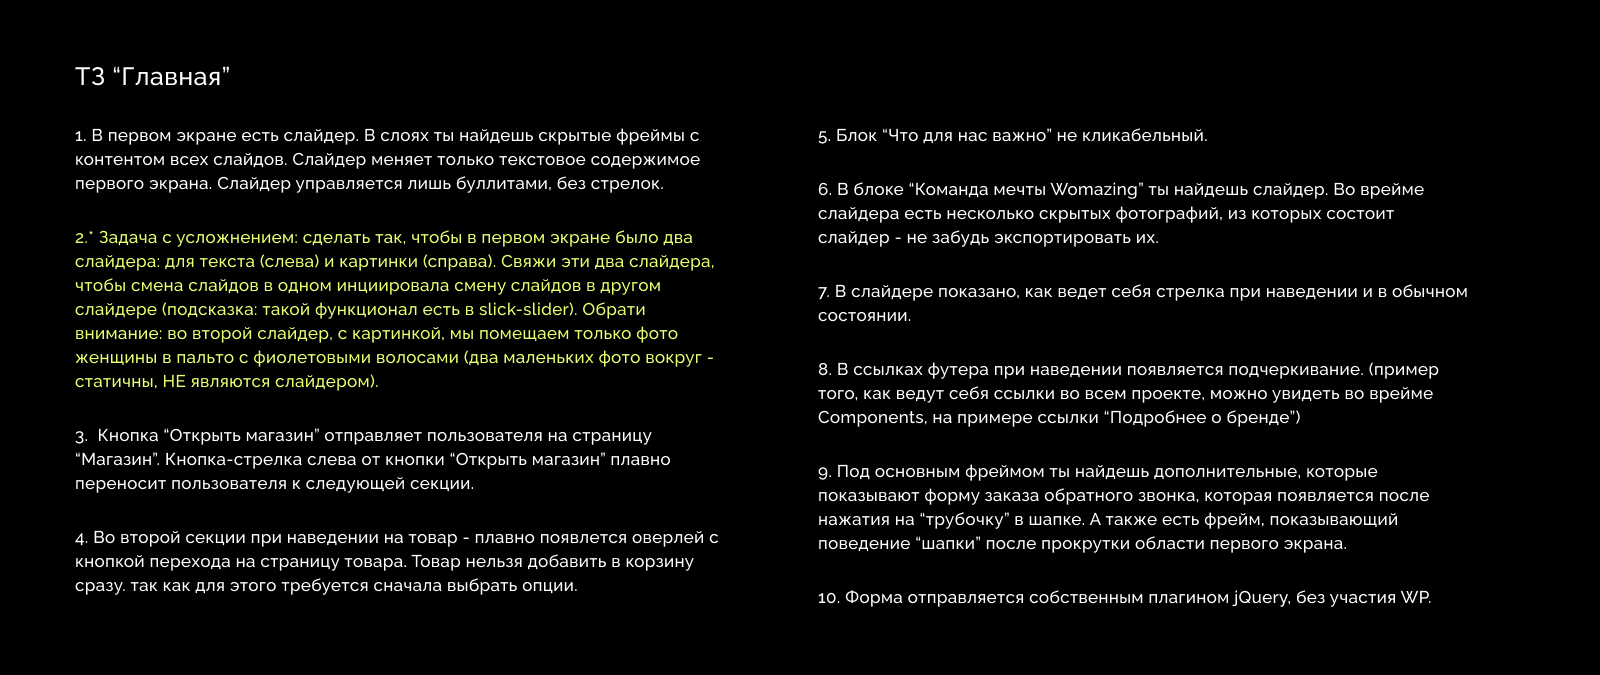 ТЗ “Главная”
1. В первом экране есть слайдер. В слоях ты найдешь скрытые фреймы с
контентом всех слайдов. Слайдер меняет только текстовое содержимое
первого экрана. Слайдер управляется лишь буллитами, без стрелок.
2.* Задача с усложнением: сделать так, чтобы в первом экране было два
слайдера: для текста (слева) и картинки (справа). Свяжи эти два слайдера,
чтобы смена слайдов в одном инциировала смену слайдов в другом
слайдере (подсказка: такой функционал есть в slick-slider). Обрати
внимание: во второй слайдер, с картинкой, мы помещаем только фото
женщины в пальто с фиолетовыми волосами (два маленьких фото вокруг -
статичны, НЕ являются слайдером).
3.  Кнопка “Открыть магазин” отправляет пользователя на страницу
“Магазин”. Кнопка-стрелка слева от кнопки “Открыть магазин” плавно
переносит пользователя к следующей секции.
4. Во второй секции при наведении на товар - плавно появлется оверлей с
кнопкой перехода на страницу товара. Товар нельзя добавить в корзину
сразу. так как для этого требуется сначала выбрать опции.
5. Блок “Что для нас важно” не кликабельный.
6. В блоке “Команда мечты Womazing” ты найдешь слайдер. Во врейме
слайдера есть несколько скрытых фотографий, из которых состоит
слайдер - не забудь экспортировать их.
7. В слайдере показано, как ведет себя стрелка при наведении и в обычном
состоянии.
8. В ссылках футера при наведении появляется подчеркивание. (пример
того, как ведут себя ссылки во всем проекте, можно увидеть во врейме
Components, на примере ссылки “Подробнее о бренде”)
9. Под основным фреймом ты найдешь дополнительные, которые
показывают форму заказа обратного звонка, которая появляется после
нажатия на “трубочку” в шапке. А также есть фрейм, показывающий
поведение “шапки” после прокрутки области первого экрана.
10. Форма отправляется собственным плагином jQuery, без участия WP.